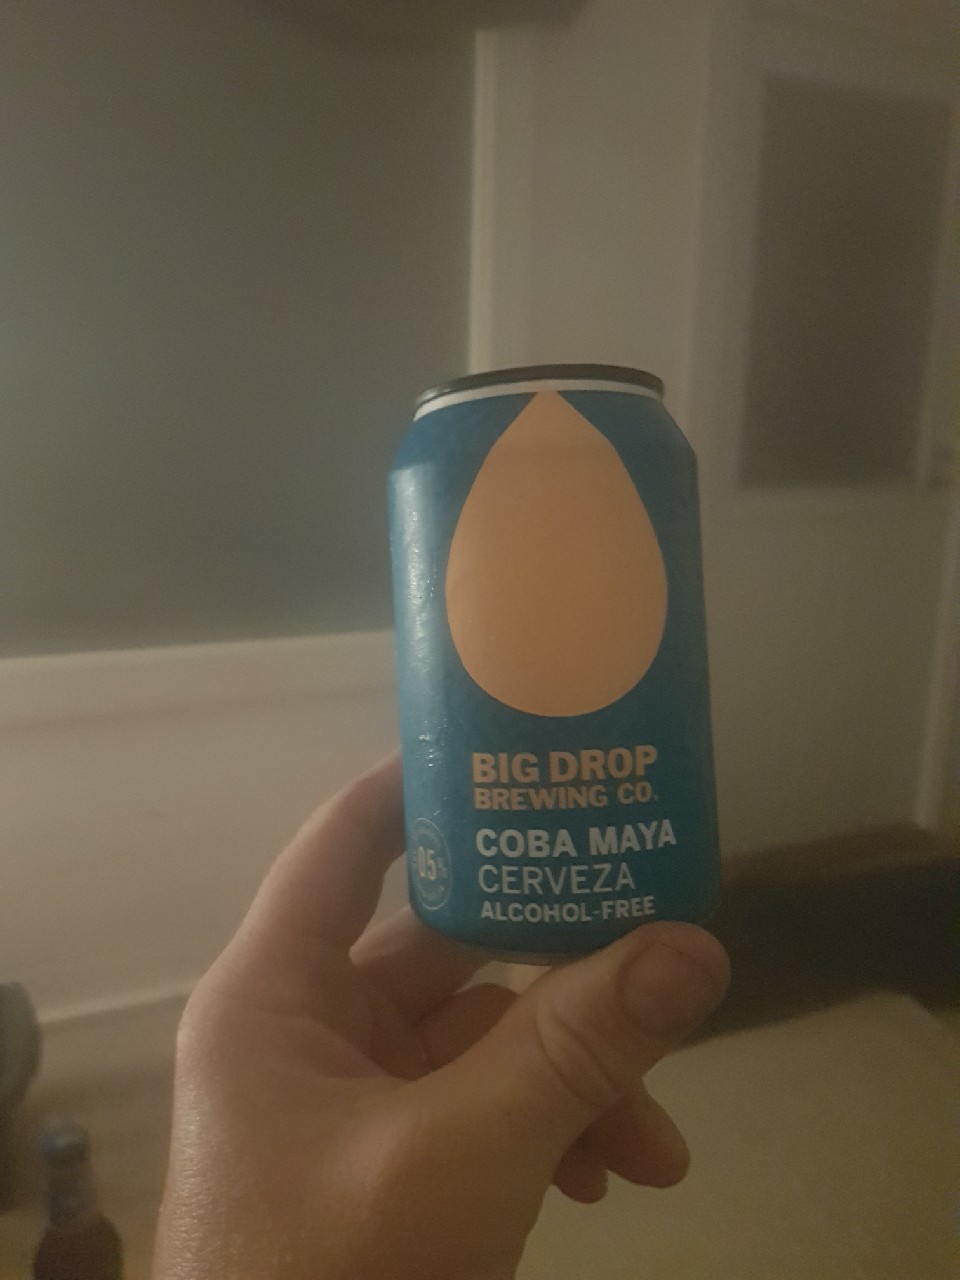 BIG DROP
BREWING CO.
COBA MAYA
CERVEZA
ALCOHOL-FREE
0.5%